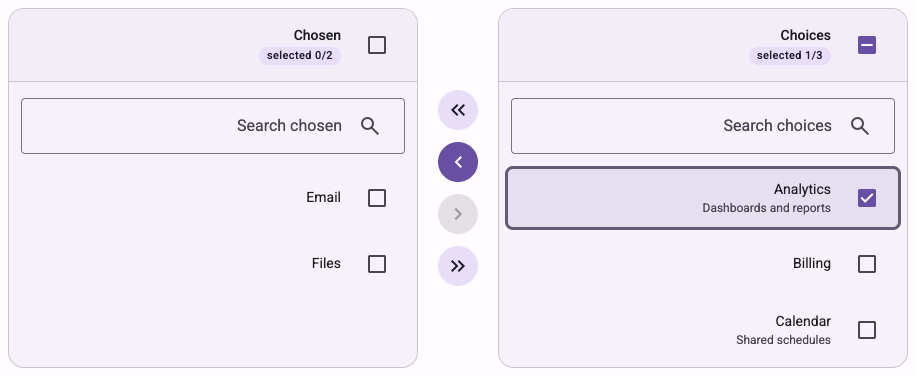 Choices
selected 1/3
Search choices
Analytics
Dashboards and reports
Billing
Calendar
Shared schedules
Chosen
selected 0/2
Search chosen
Email
Files